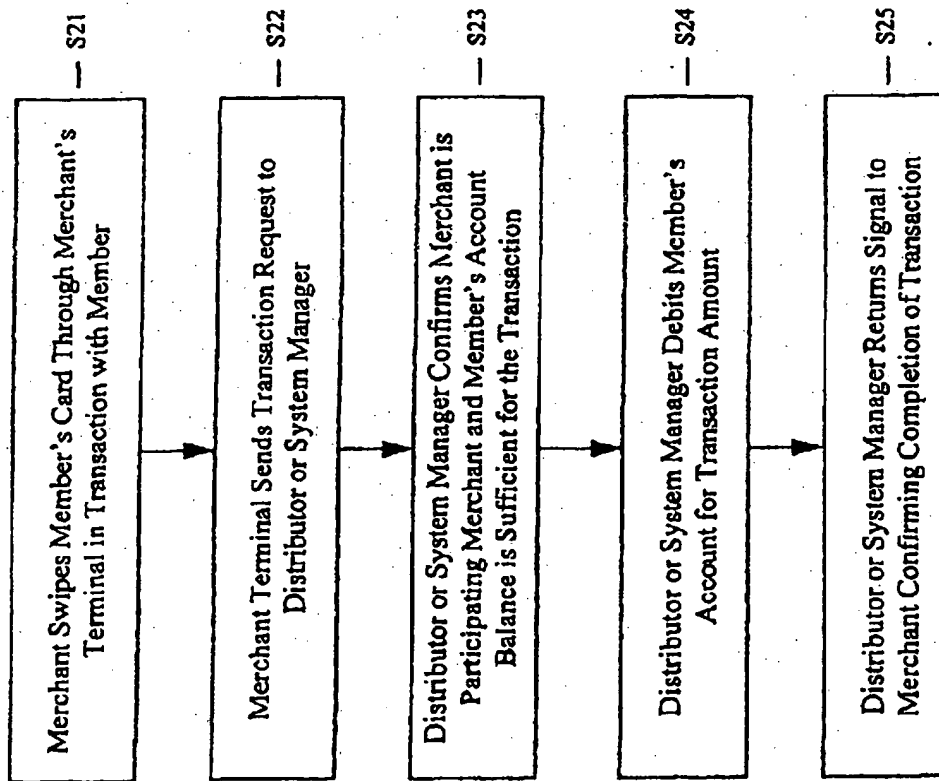 Merchant Swipes Member's Card Through Merchant's
Terminal in Transaction with Member
S21
Merchant Terminal Sends Transaction Request to
Distributor or System Manager
S22
Distributor or System Manager Confirms Merchant is
Participating Merchant and Member's Account
Balance is Sufficient for the Transaction
S23
Distributor or System Manager Debits Member's
Account for Transaction Amount
S24
Distributor or System Manager Returns Signal to
Merchant Confirming Completion of Transaction
S25